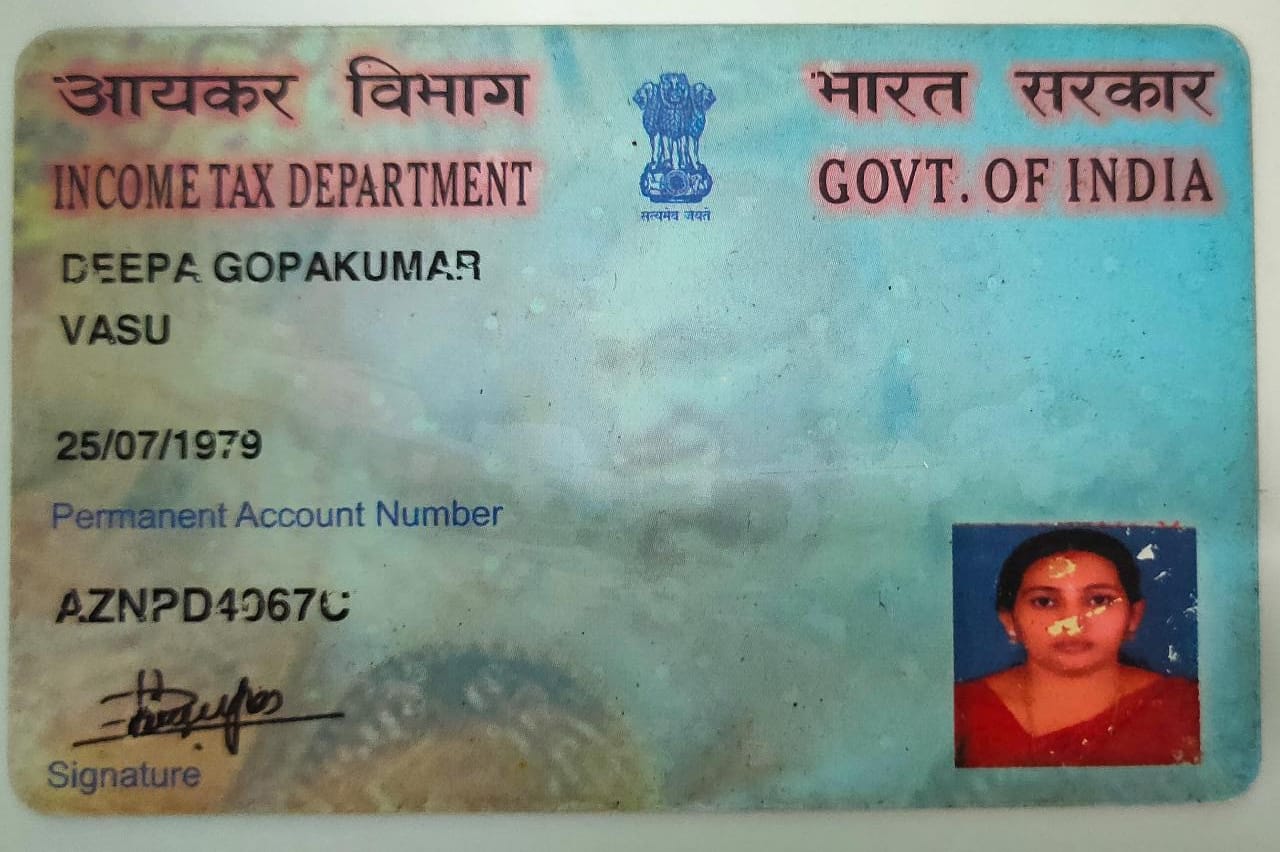 आयकर विभाग
INCOME TAX DEPARTMENT
सत्यमेव जयते
भारत सरकार
GOVT. OF INDIA
DEEPA GOPAKUMAR
VASU
25/07/1979
Permanent Account Number
AZNPD4067C
Signature